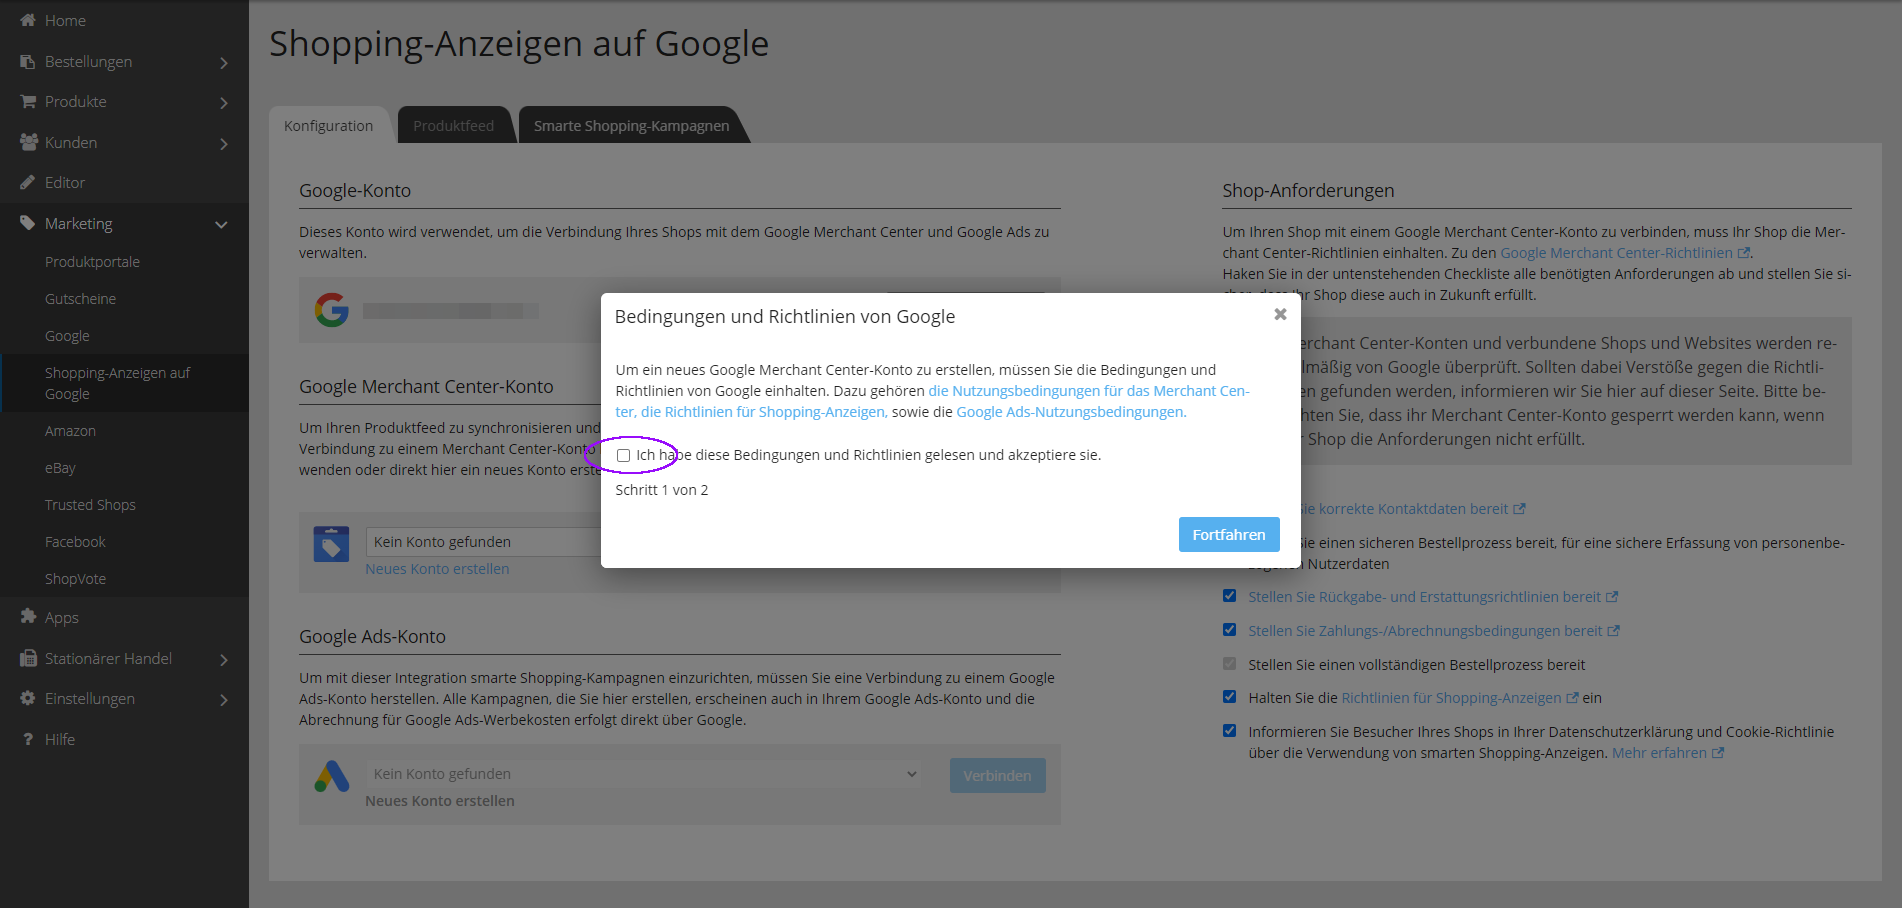 Home
Bestellungen
Produkte
Kunden
Editor
Marketing
Produktportale
Gutscheine
Google
Shopping-Anzeigen auf
Google
Amazon
eBay
Trusted Shops
Facebook
ShopVote
Apps
Stationärer Handel
Einstellungen
? Hilfe
Shopping-Anzeigen auf Google
Konfiguration
Produktfeed
Smarte Shopping-Kampagnen
Google-Konto
Dieses Konto wird verwendet, um die Verbindung Ihres Shops mit dem Google Merchant Center und Google Ads zu
verwalten.
Google Merchant Center-Konto
Um Ihren Produktfeed zu synchronisieren und
Verbindung zu einem Merchant Center-Konto
wenden oder direkt hier ein neues Konto erste
Kein Konto gefunden
Neues Konto erstellen
Google Ads-Konto
Um mit dieser Integration smarte Shopping-Kampagnen einzurichten, müssen Sie eine Verbindung zu einem Google
Ads-Konto herstellen. Alle Kampagnen, die Sie hier erstellen, erscheinen auch in Ihrem Google Ads-Konto und die
Abrechnung für Google Ads-Werbekosten erfolgt direkt über Google.
Kein Konto gefunden
Verbinden
Neues Konto erstellen
Bedingungen und Richtlinien von Google
Um ein neues Google Merchant Center-Konto zu erstellen, müssen Sie die Bedingungen und
Richtlinien von Google einhalten. Dazu gehören die Nutzungsbedingungen für das Merchant Cen-
ter, die Richtlinien für Shopping-Anzeigen, sowie die Google Ads-Nutzungsbedingungen.
Ich habe diese Bedingungen und Richtlinien gelesen und akzeptiere sie.
Schritt 1 von 2
Fortfahren
Shop-Anforderungen
Um Ihren Shop mit einem Google Merchant Center-Konto zu verbinden, muss Ihr Shop die Mer-
chant Center-Richtlinien einhalten. Zu den Google Merchant Center-Richtlinien.
Haken Sie in der untenstehenden Checkliste alle benötigten Anforderungen ab und stellen Sie si-
Ihr Shop diese auch in Zukunft erfüllt.
erchant Center-Konten und verbundene Shops und Websites werden re-
lmäßig von Google überprüft. Sollten dabei Verstöße gegen die Richtli-
en gefunden werden, informieren wir Sie hier auf dieser Seite. Bitte be-
chten Sie, dass ihr Merchant Center-Konto gesperrt werden kann, wenn
r Shop die Anforderungen nicht erfüllt.
ie korrekte Kontaktdaten bereit
ie einen sicheren Bestellprozess bereit, für eine sichere Erfassung von personenbe-
Nutzerdaten
Stellen Sie Rückgabe- und Erstattungsrichtlinien bereit
Stellen Sie Zahlungs-/Abrechnungsbedingungen bereit
Stellen Sie einen vollständigen Bestellprozess bereit
Halten Sie die Richtlinien für Shopping-Anzeigen ein
Informieren Sie Besucher Ihres Shops in Ihrer Datenschutzerklärung und Cookie-Richtlinie
über die Verwendung von smarten Shopping-Anzeigen. Mehr erfahren